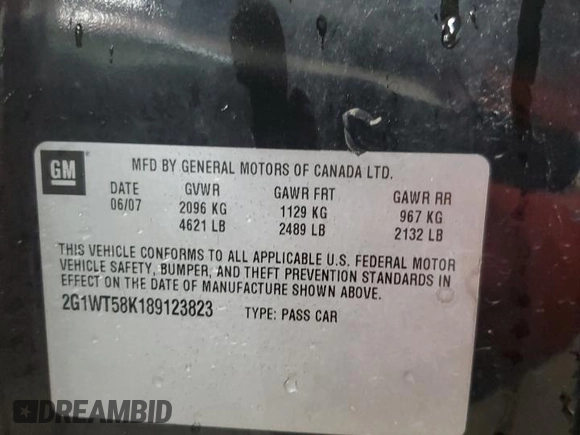 GM
MFD BY GENERAL MOTORS OF CANADA LTD.
DATE GVWR GAWR FRT GAWR RR
06/07 2096 KG 1129 KG 967 KG
4621 LB 2489 LB 2132 LB
THIS VEHICLE CONFORMS TO ALL APPLICABLE U.S. FEDERAL MOTOR
VEHICLE SAFETY, BUMPER, AND THEFT PREVENTION STANDARDS IN
EFFECT ON THE DATE OF MANUFACTURE SHOWN ABOVE.
2G1WT58K189123823 TYPE: PASS CAR
DREAMBID